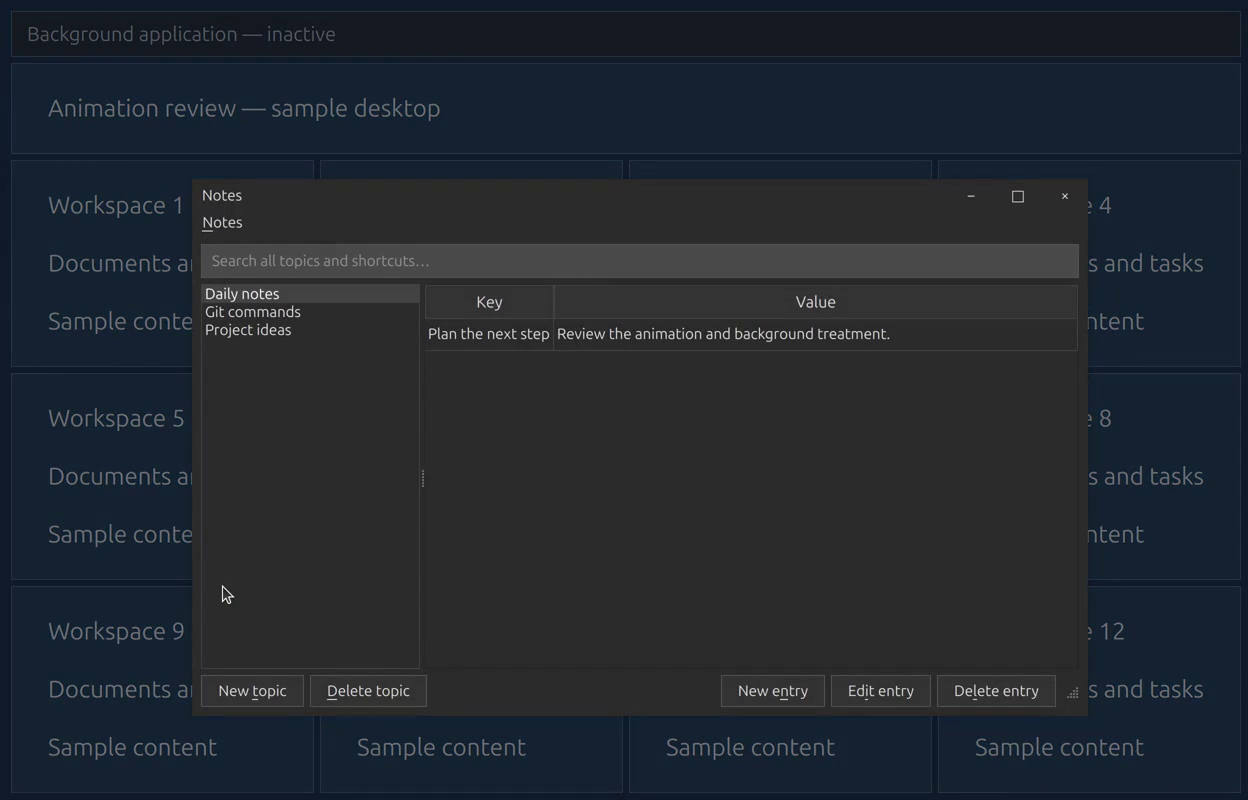 Background application — inactive
Animation review — sample desktop
Workspace 1
Documents a
Sample conte
Notes
Notes
Search all topics and shortcuts…
Daily notes
Git commands
Project ideas
Key Value
Plan the next step Review the animation and background treatment.
New topic Delete topic New entry Edit entry Delete entry
4
s and tasks
ntent
Workspace 5
Documents a
Sample conte
8
s and tasks
ntent
Workspace 9
Documents a
Sample content Sample content Sample content Sample content
12
s and tasks